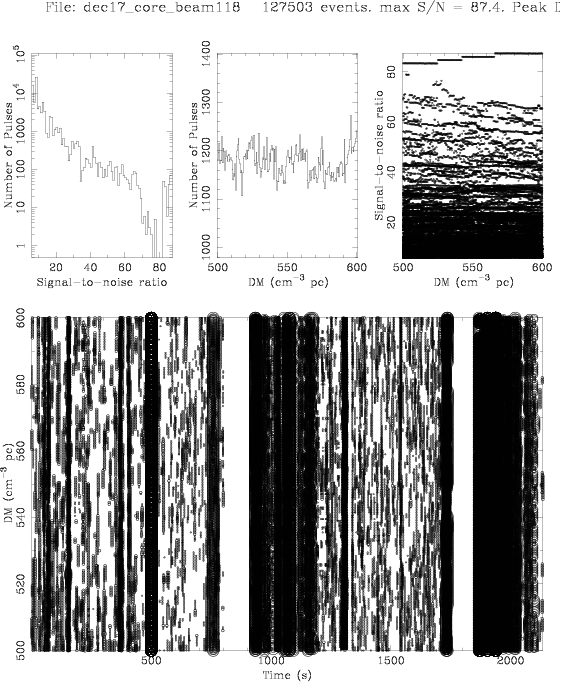 File: dec17_core_beam118 127503 events. max S/N = 87.4. Peak D
Number of Pulses
1 10 100 1000 10⁴ 10⁵
20 40 60 80
Signal-to-noise ratio
Number of Pulses
1000 1100 1200 1300 1400
500 550 600
DM (cm⁻³ pc)
Signal-to-noise ratio
20 40 60 80
500 550 600
DM (cm⁻³ pc)
DM (cm⁻³ pc)
500 520 540 560 580 600
500 1000 1500 2000
Time (s)